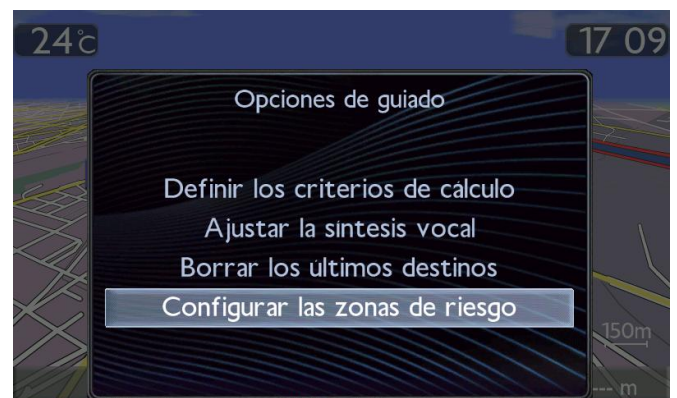 24°c
17 09
Opciones de guiado
Definir los criterios de cálculo
Ajustar la síntesis vocal
Borrar los últimos destinos
Configurar las zonas de riesgo
150m
--- m